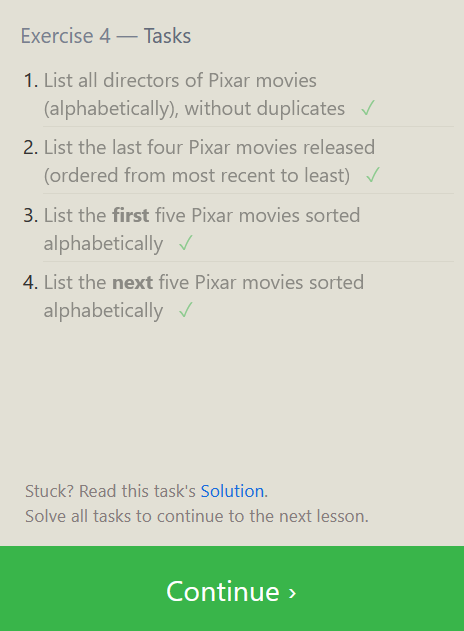 Exercise 4 — Tasks
1. List all directors of Pixar movies
(alphabetically), without duplicates ✓
2. List the last four Pixar movies released
(ordered from most recent to least) ✓
3. List the first five Pixar movies sorted
alphabetically ✓
4. List the next five Pixar movies sorted
alphabetically ✓
Stuck? Read this task's Solution.
Solve all tasks to continue to the next lesson.
Continue ›